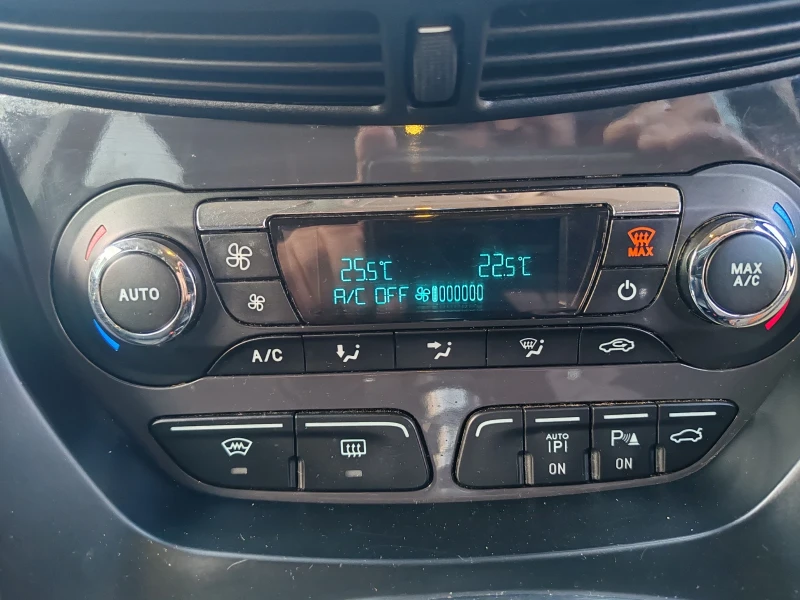 25.5°C 22.5°C
A/C OFF
MAX
AUTO
MAX
A/C
A/C
AUTO
P
ON
P
ON